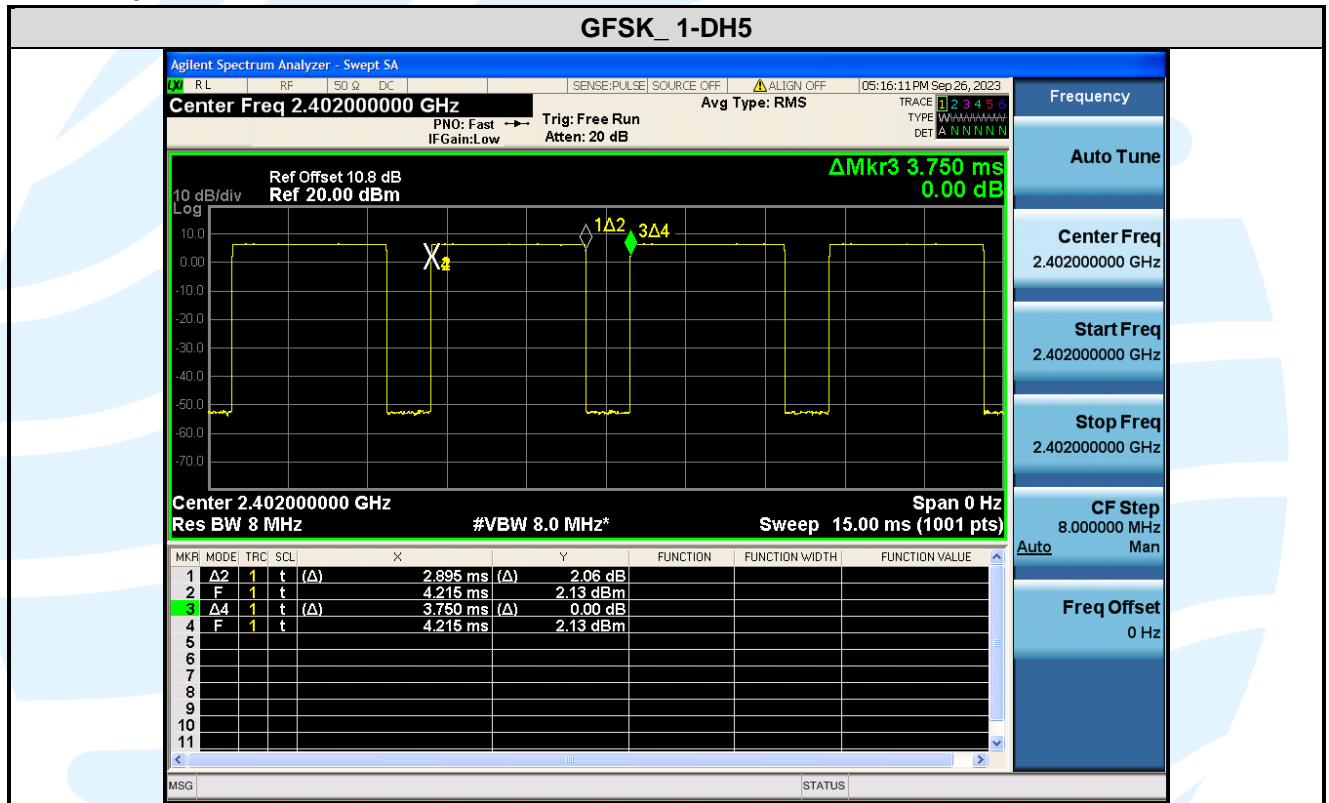 GFSK_ 1-DH5
Agilent Spectrum Analyzer - Swept SA
LXI RL RF 50 Ω DC SENSE:PULSE SOURCE OFF ⚠ ALIGN OFF 05:16:11 PM Sep 26, 2023
Center Freq 2.402000000 GHz
PNO: Fast
IFGain:Low
Trig: Free Run
Atten: 20 dB
Avg Type: RMS
TRACE 1 2 3 4 5 6
TYPE W
DET A N N N N N
ΔMkr3 3.750 ms
0.00 dB
Ref Offset 10.8 dB
10 dB/div Ref 20.00 dBm
Log
10.0
0.00
-10.0
-20.0
-30.0
-40.0
-50.0
-60.0
-70.0
1Δ2
3Δ4
Center 2.402000000 GHz Span 0 Hz
Res BW 8 MHz #VBW 8.0 MHz* Sweep 15.00 ms (1001 pts)
MKR MODE TRC SCL X Y FUNCTION FUNCTION WIDTH FUNCTION VALUE
1 Δ2 1 t (Δ) 2.895 ms (Δ) 2.06 dB
2 F 1 t 4.215 ms 2.13 dBm
3 Δ4 1 t (Δ) 3.750 ms (Δ) 0.00 dB
4 F 1 t 4.215 ms 2.13 dBm
5
6
7
8
9
10
11
MSG STATUS
Frequency
Auto Tune
Center Freq
2.402000000 GHz
Start Freq
2.402000000 GHz
Stop Freq
2.402000000 GHz
CF Step
8.000000 MHz
Auto Man
Freq Offset
0 Hz